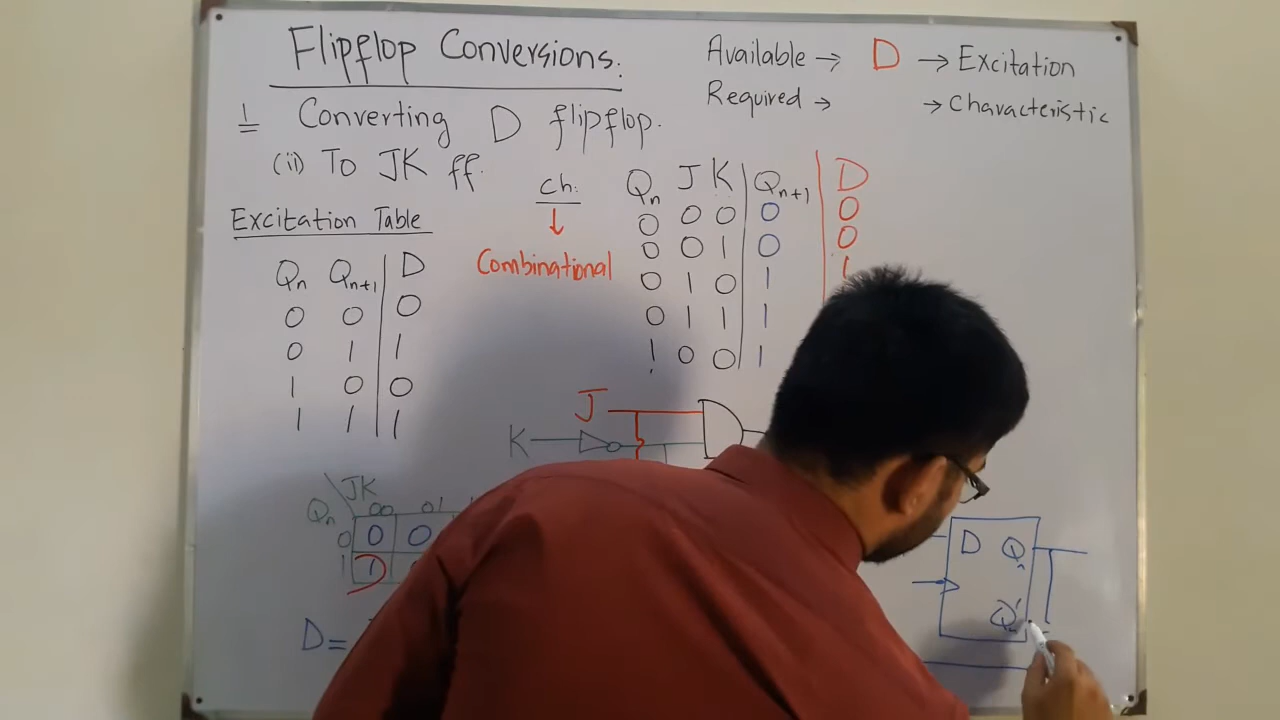 Flipflop Conversions.
Available → D → Excitation
Required → → Characteristic
1 Converting D flipflop.
(ii) To JK ff.
Excitation Table
Qn Qn+1 D
0 0 0
0 1 1
1 0 0
1 1 1
Ch.
↓
Combinational
Qn J K Qn+1 D
0 0 0 0 0
0 0 1 0 0
0 1 0 1 1
0 1 1 1
1 0 0 1
J
K
JK
Qn 00 01
0 0 0
1 1
D =
D Qn
Qn'